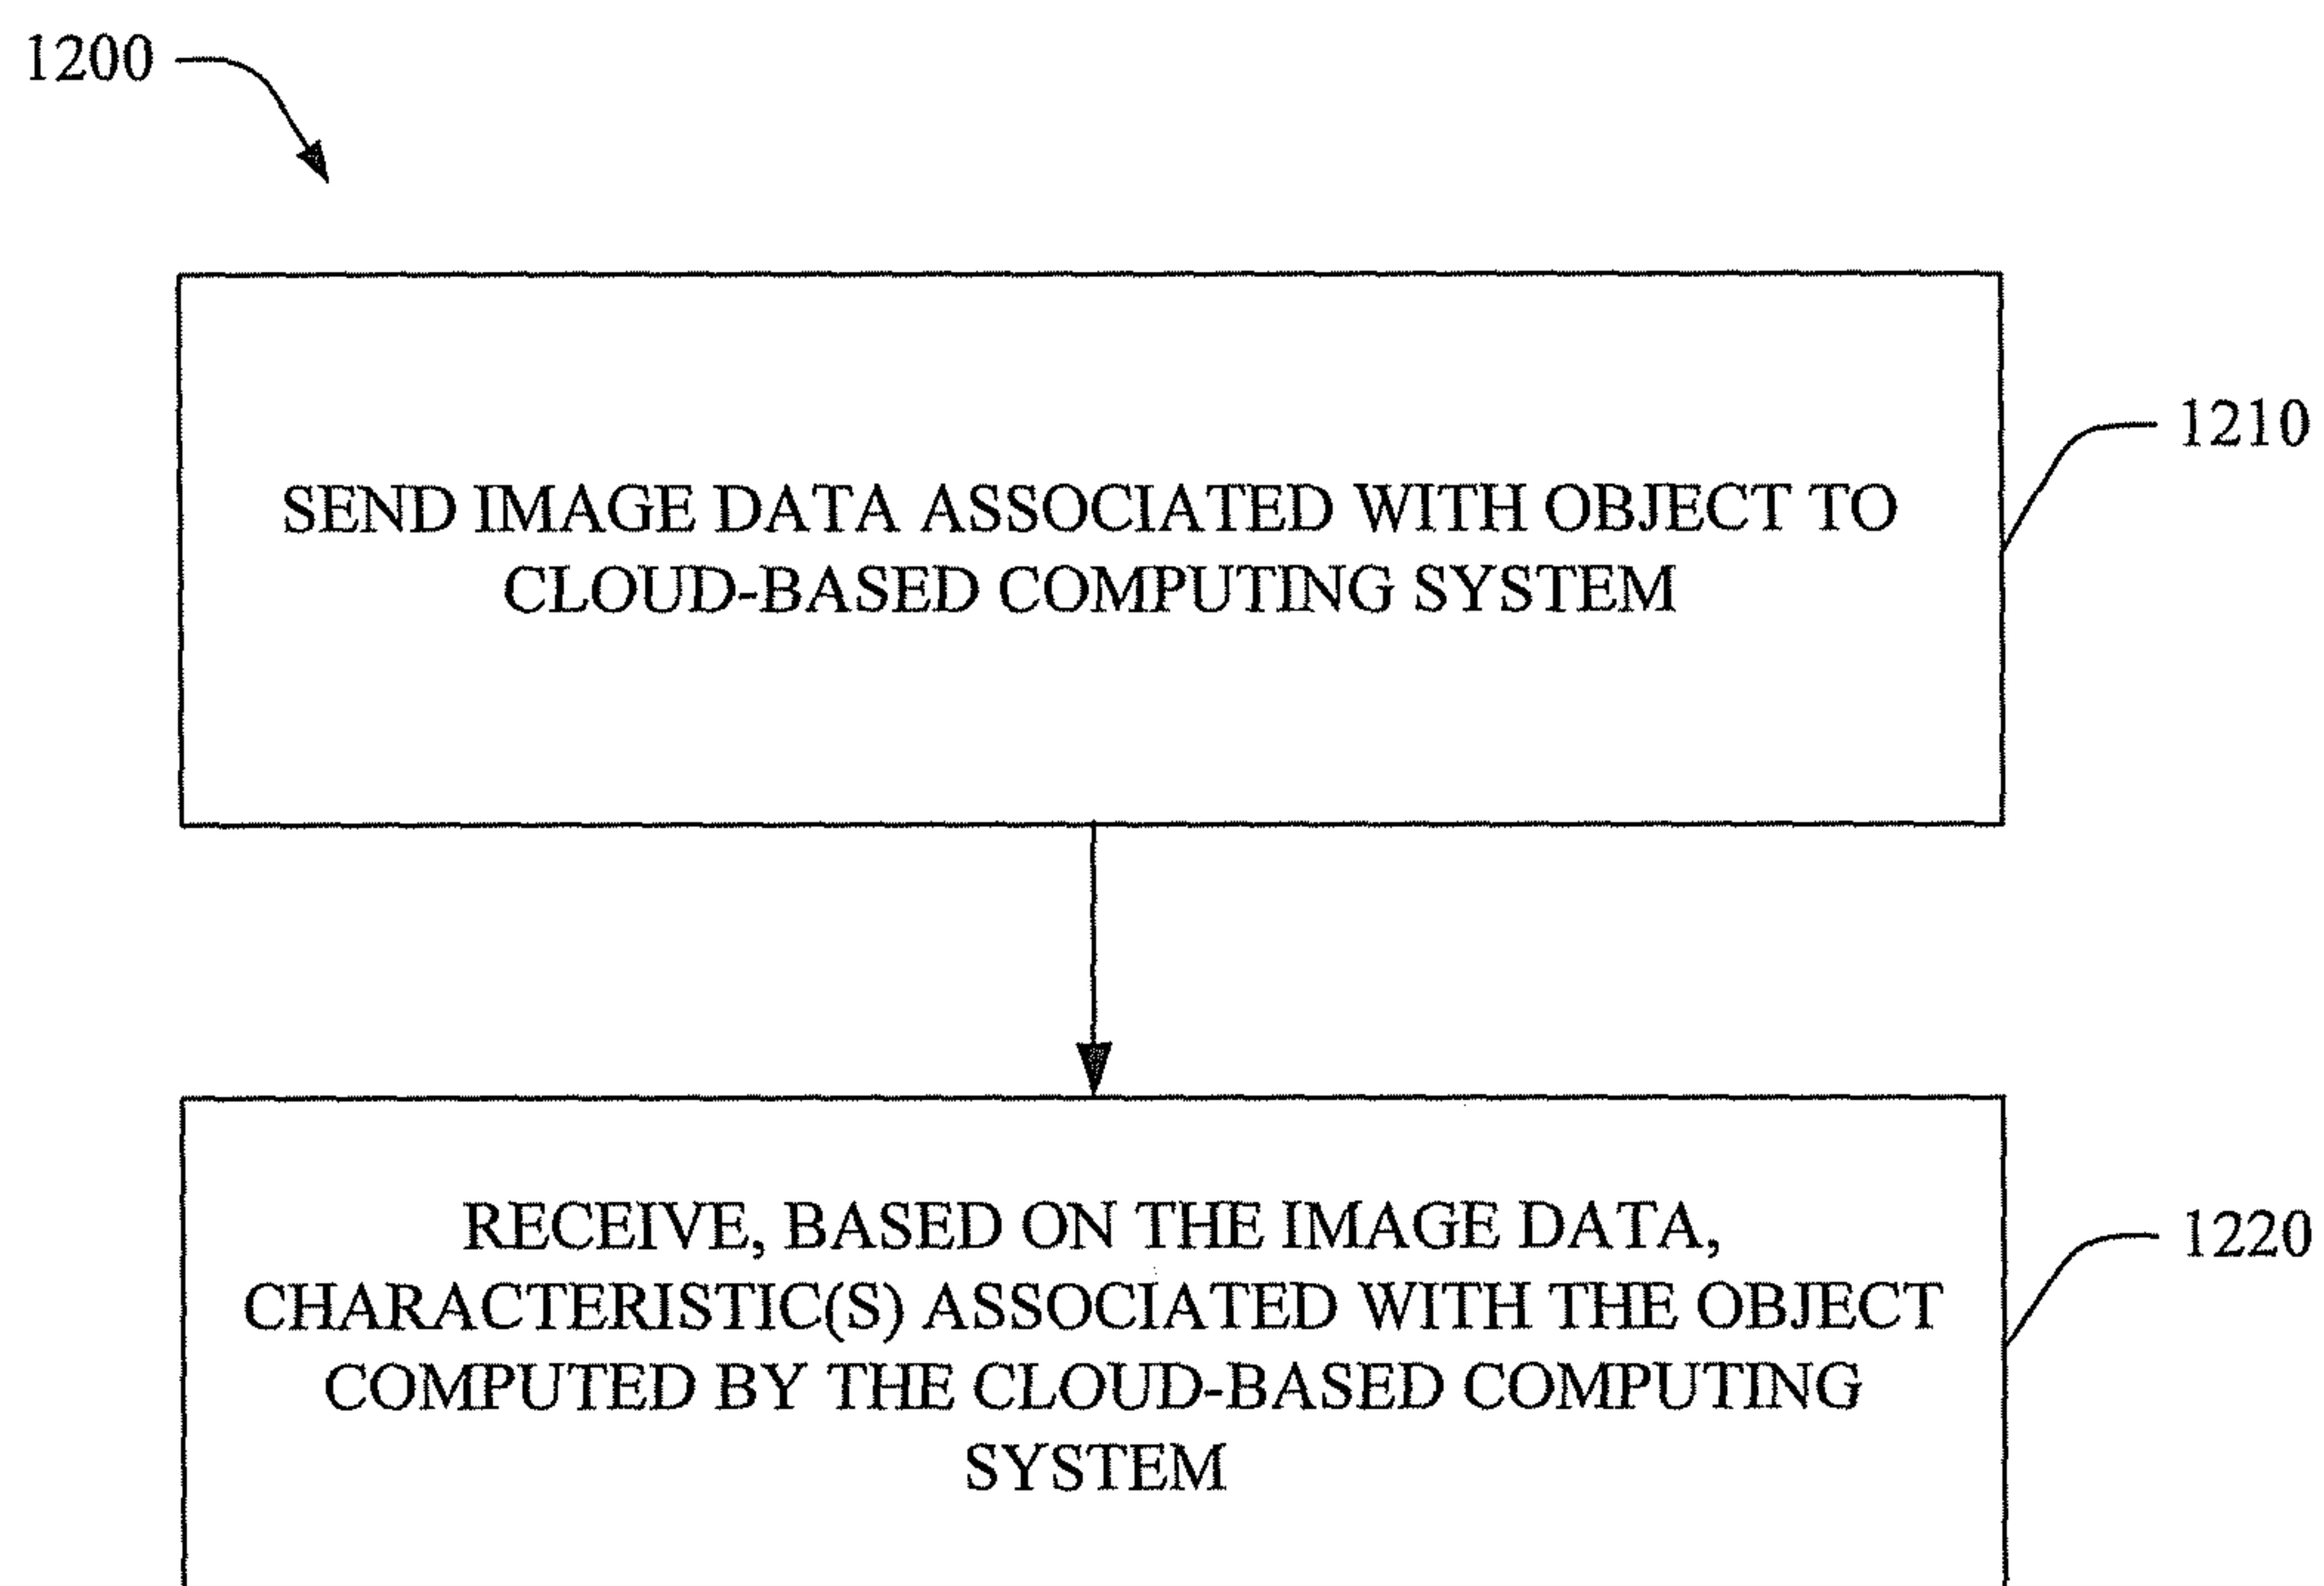 1200
1210
SEND IMAGE DATA ASSOCIATED WITH OBJECT TO
CLOUD-BASED COMPUTING SYSTEM
RECEIVE, BASED ON THE IMAGE DATA,
1220
CHARACTERISTIC(S) ASSOCIATED WITH THE OBJECT
COMPUTED BY THE CLOUD-BASED COMPUTING
SYSTEM